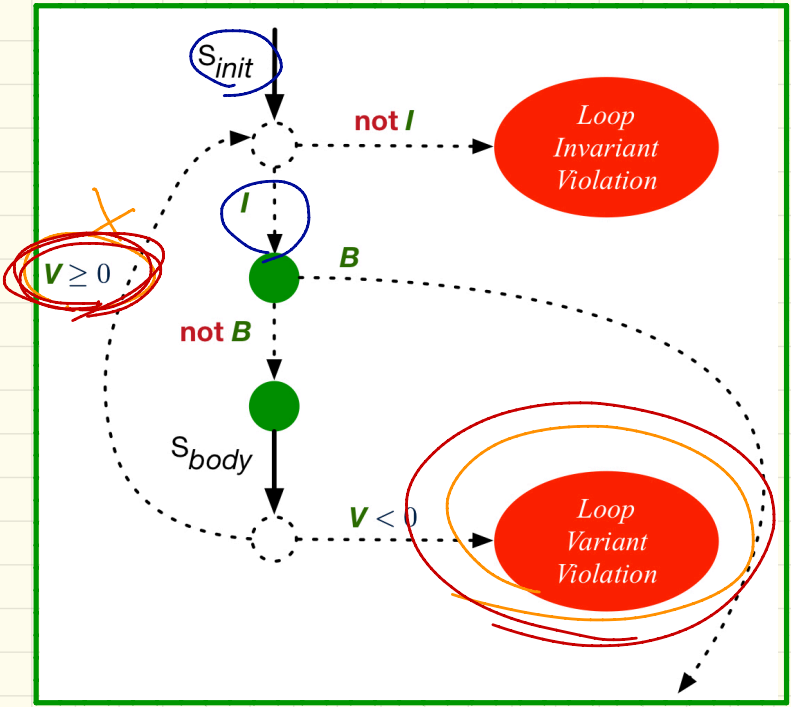 S_init
not I
Loop
Invariant
Violation
I
B
V ≥ 0
not B
S_body
V < 0
Loop
Variant
Violation